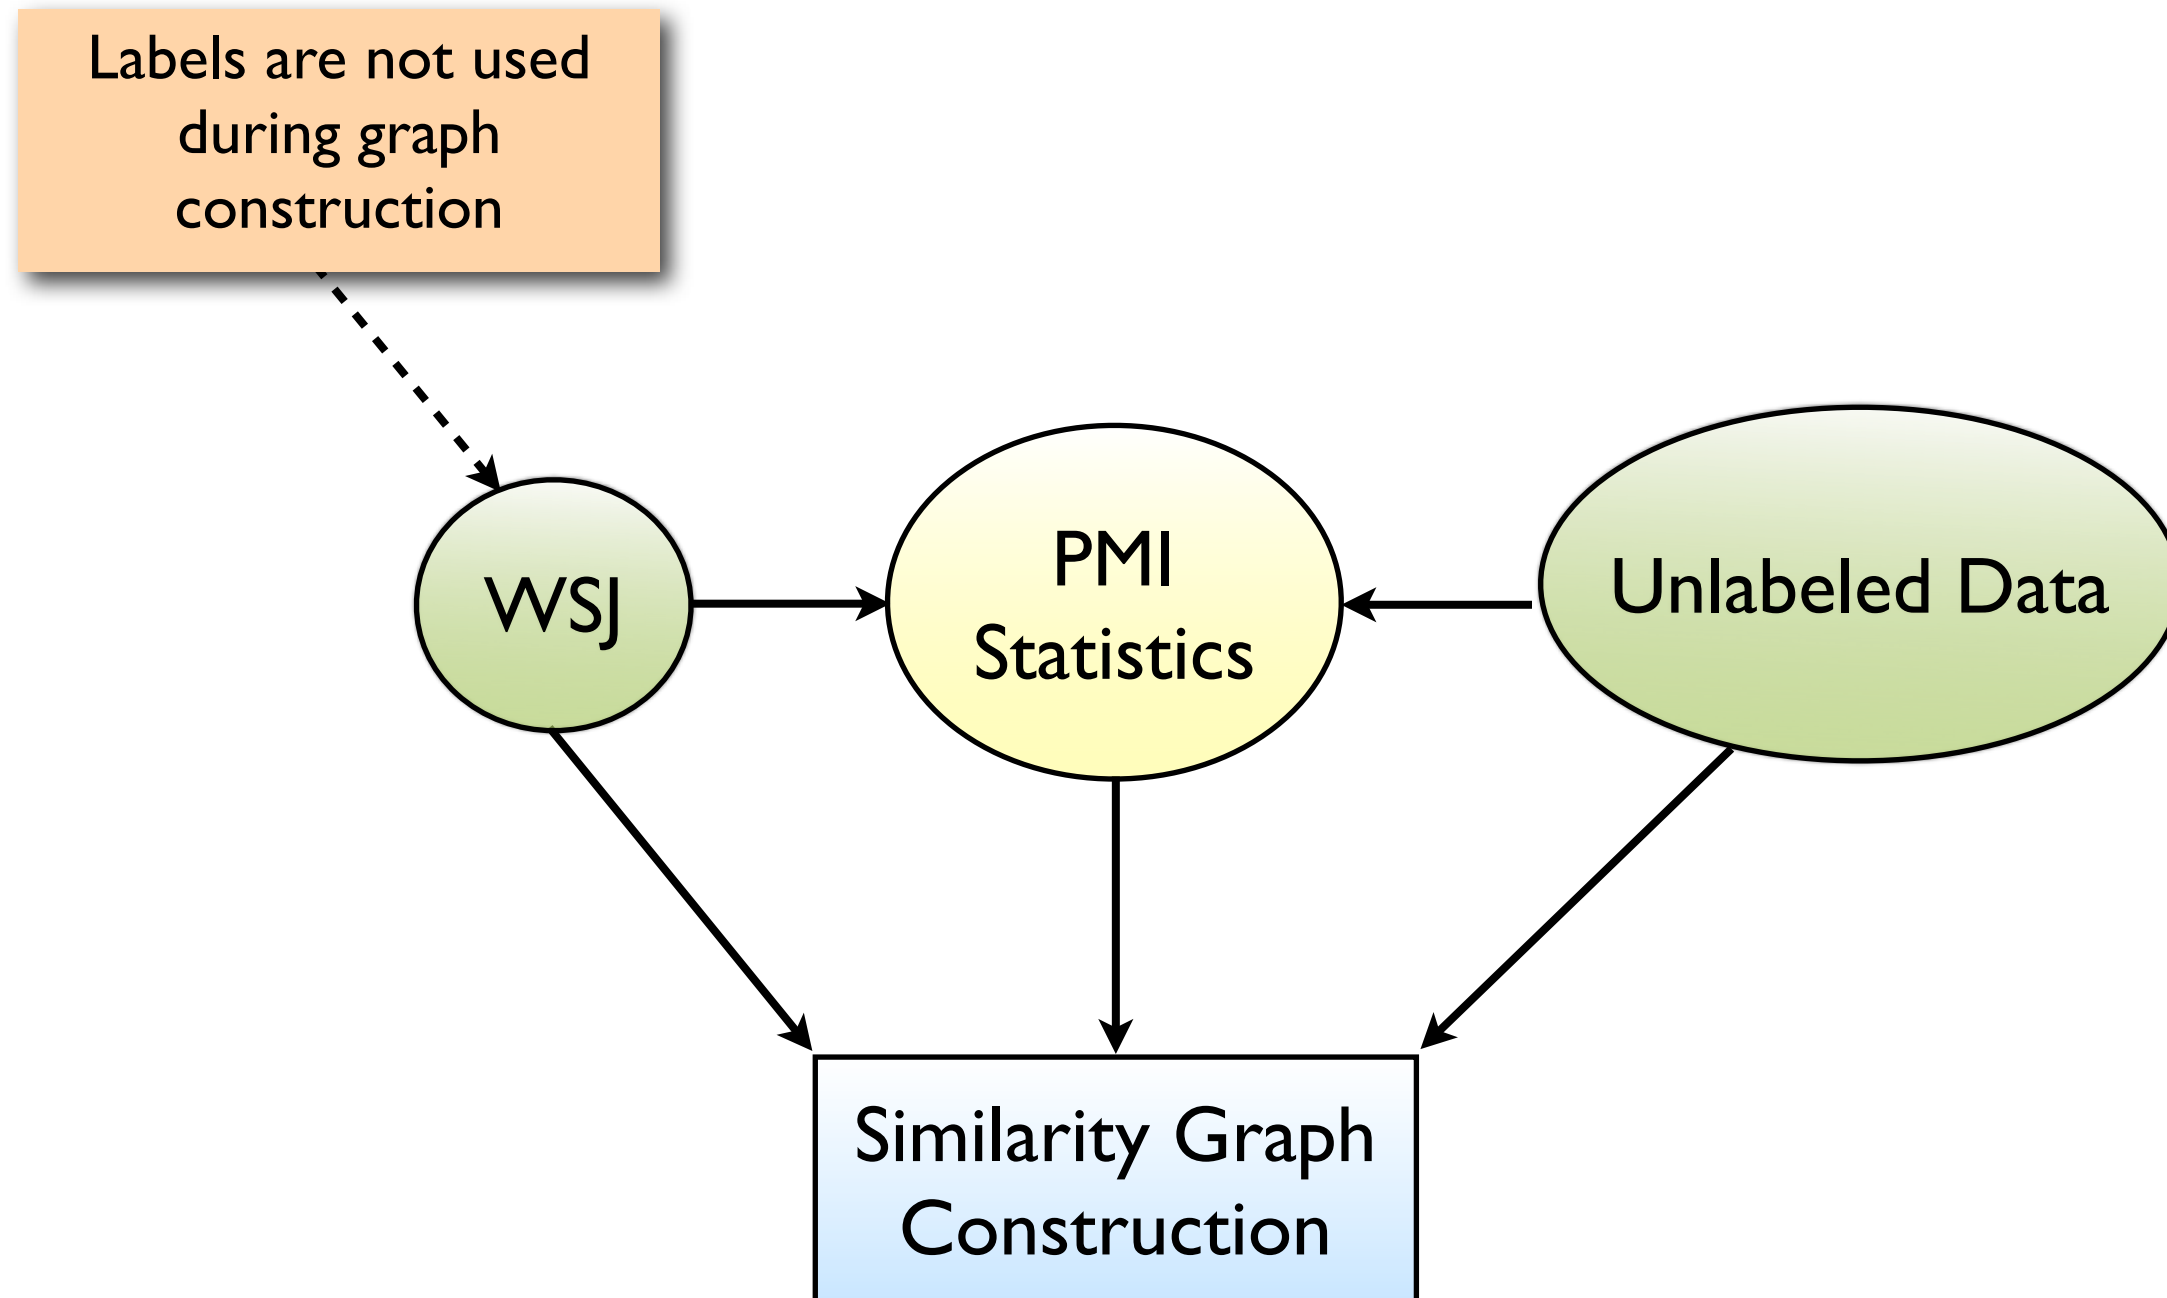 Labels are not used
during graph
construction
WSJ
PMI
Statistics
Unlabeled Data
Similarity Graph
Construction